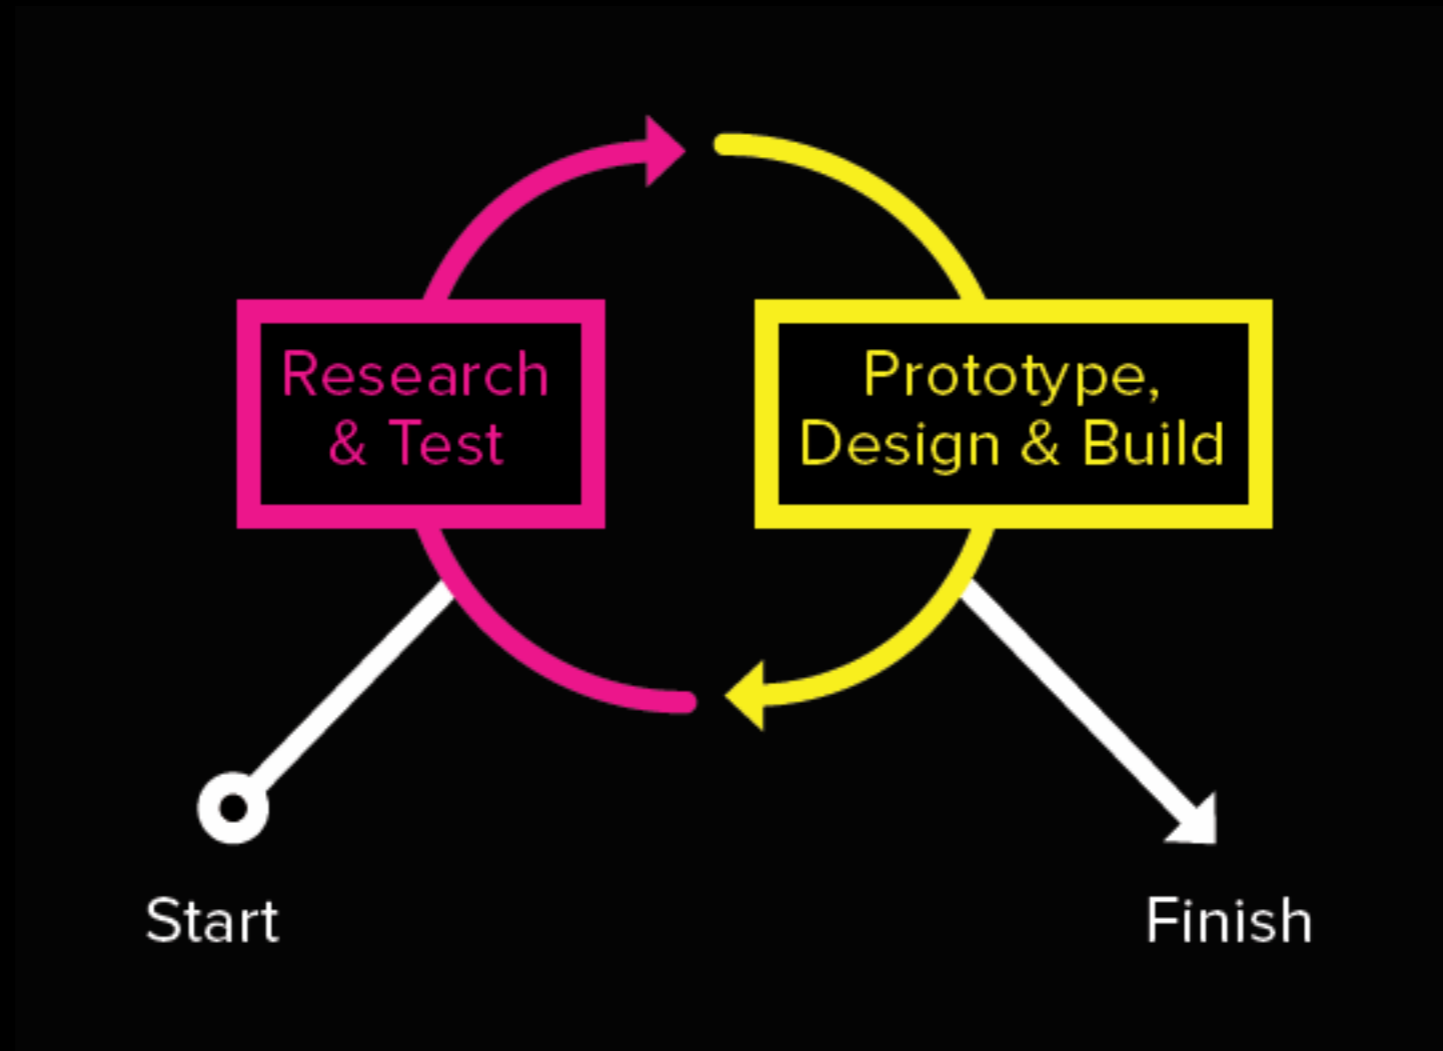 Research
& Test
Prototype,
Design & Build
Start
Finish